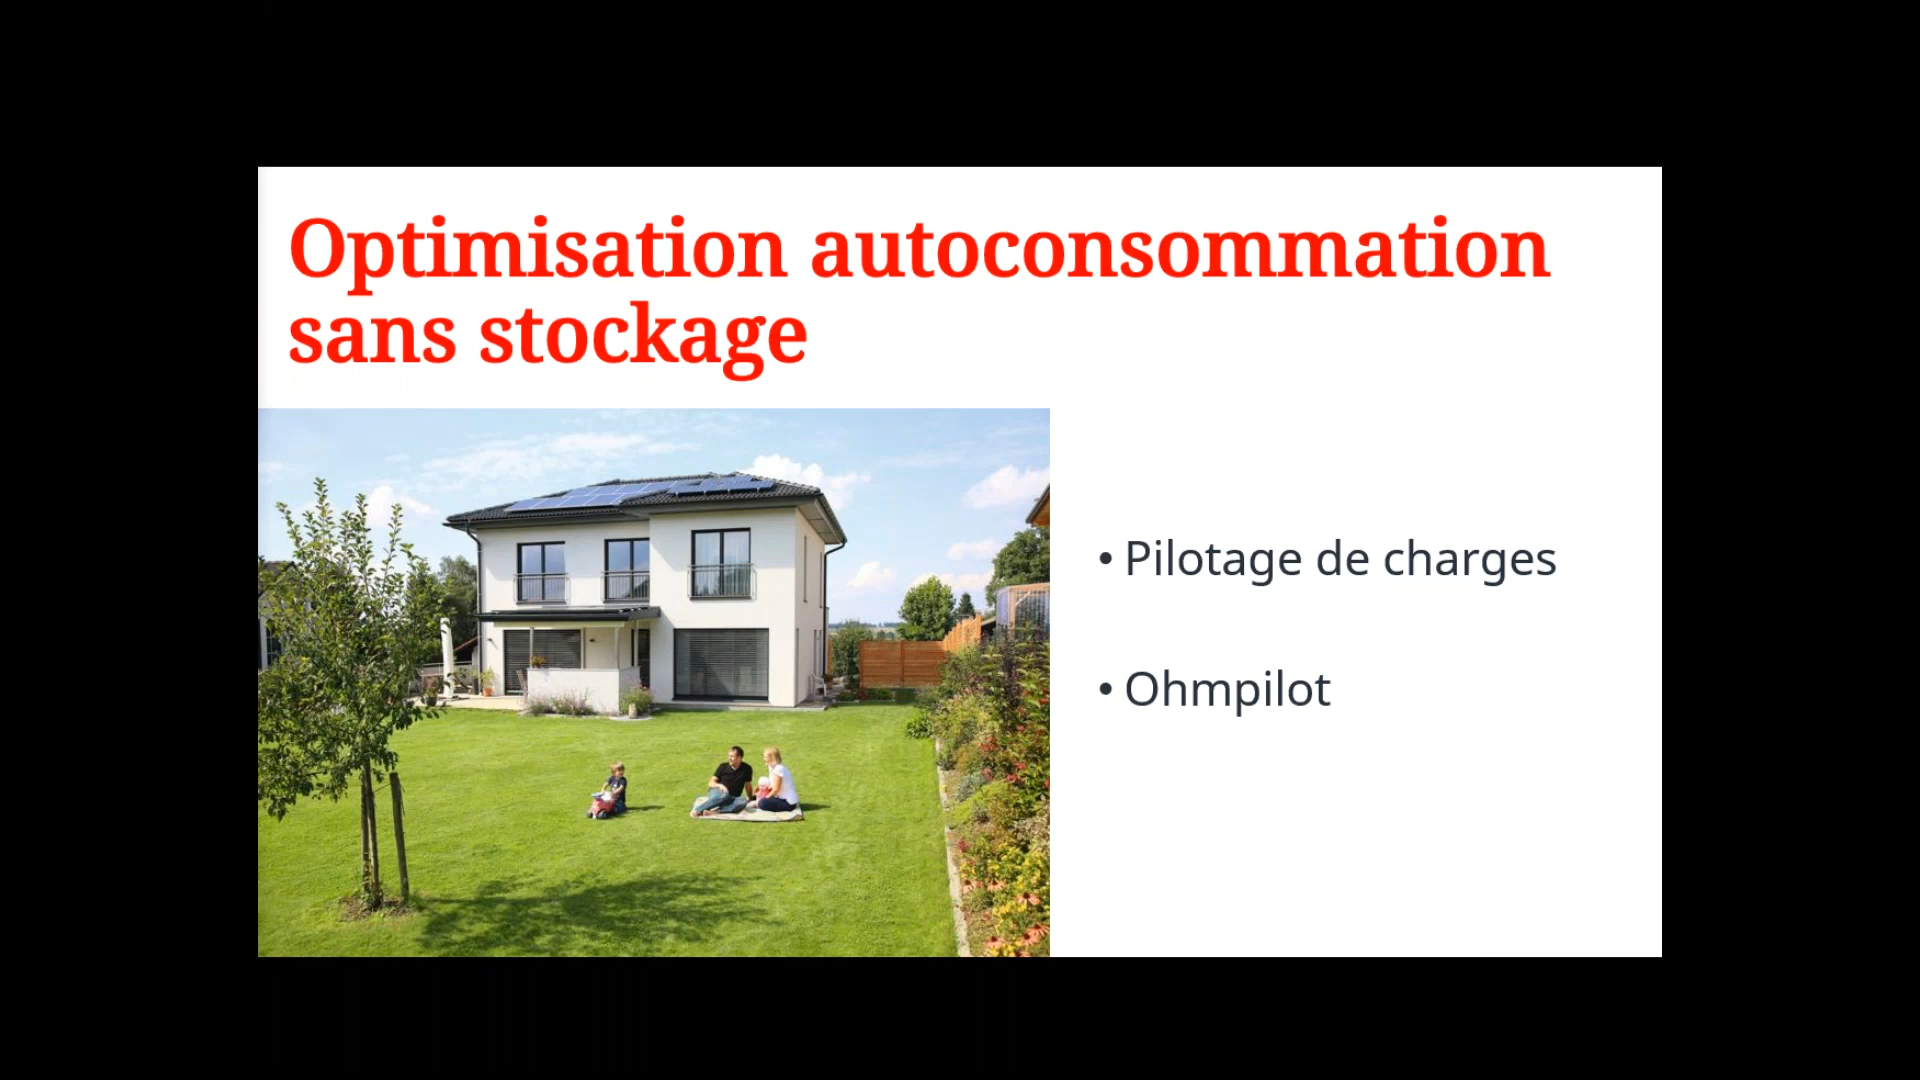 Optimisation autoconsommation
sans stockage
• Pilotage de charges
• Ohmpilot